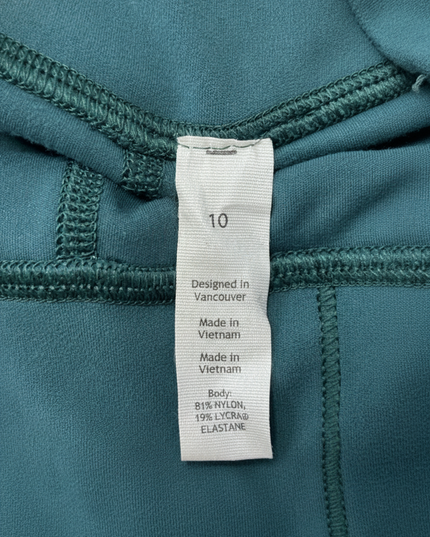 10
Designed in
Vancouver
Made in
Vietnam
Made in
Vietnam
Body:
81% NYLON,
19% LYCRA®
ELASTANE